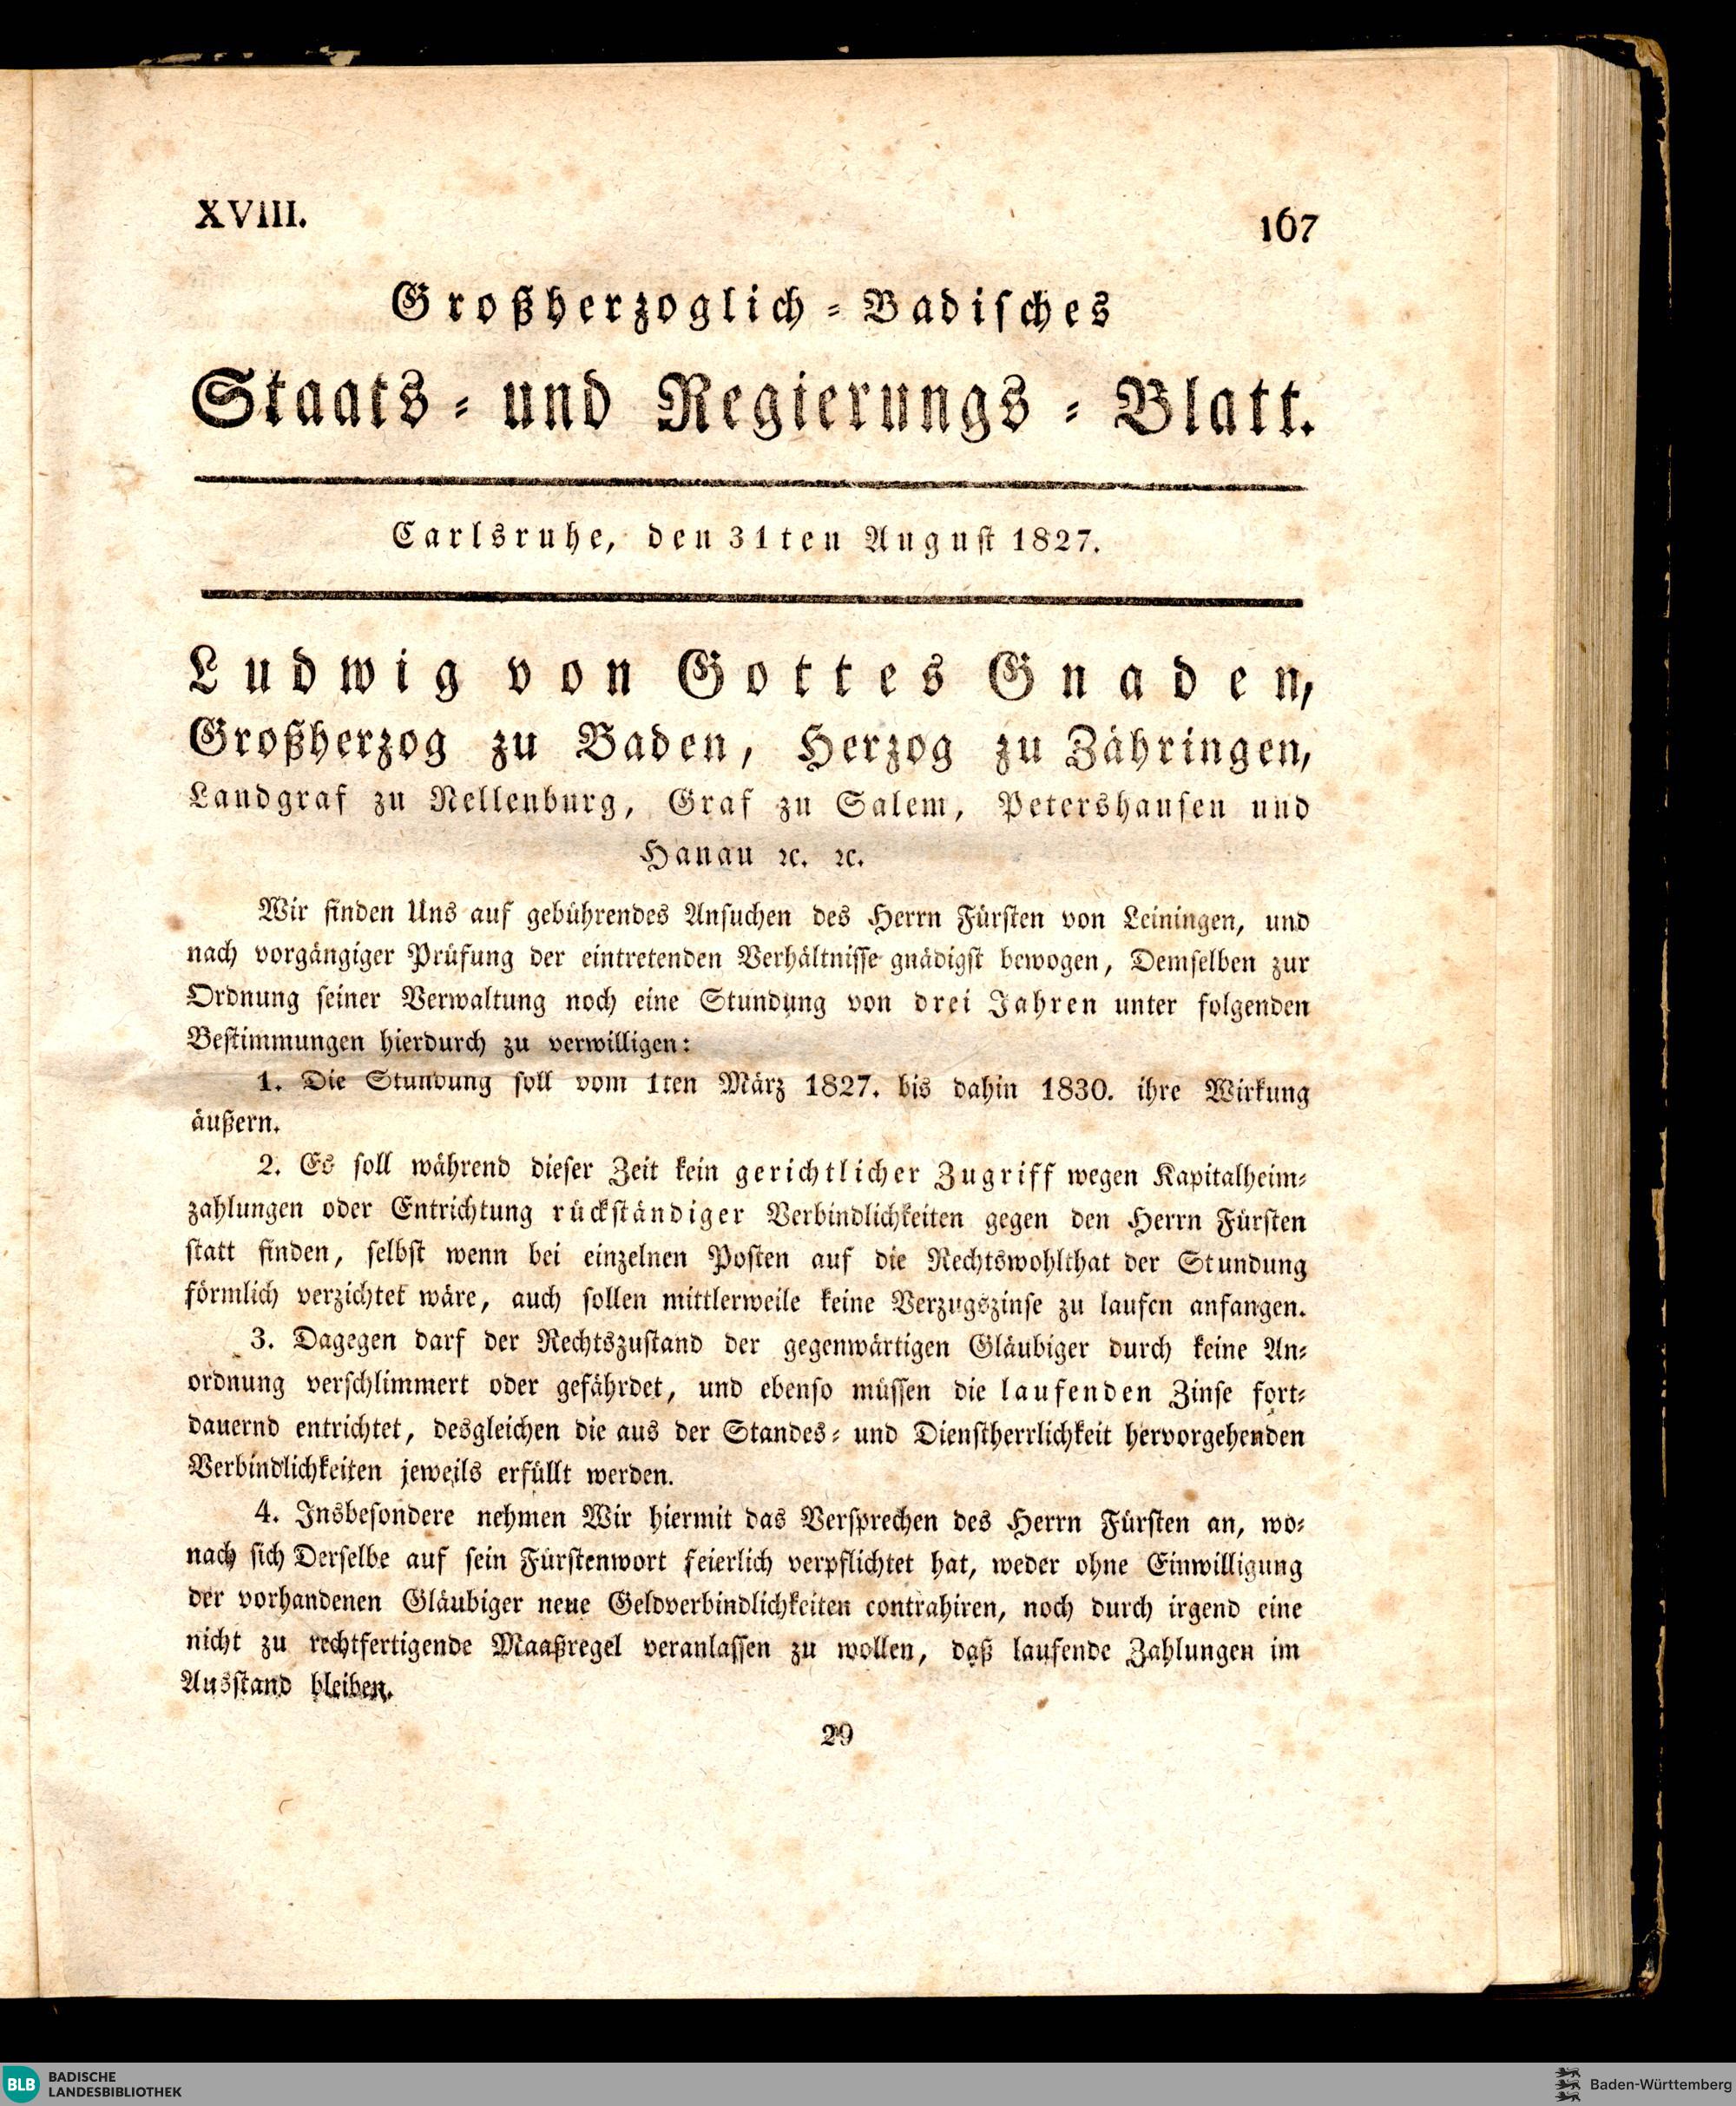 XVIII.
167
Großherzoglich-Badisches
Staats- und Regierungs-Blatt.
Carlsruhe, den 31ten August 1827.
Ludwig von Gottes Gnaden,
Großherzog zu Baden, Herzog zu Zähringen,
Landgraf zu Nellenburg, Graf zu Salem, Petershausen und
Hanau ꝛc. ꝛc.
Wir finden Uns auf gebührendes Ansuchen des Herrn Fürsten von Leiningen, und
nach vorgängiger Prüfung der eintretenden Verhältnisse gnädigst bewogen, Demselben zur
Ordnung seiner Verwaltung noch eine Stundung von drei Jahren unter folgenden
Bestimmungen hierdurch zu verwilligen:
1. Die Stundung soll vom 1ten März 1827. bis dahin 1830. ihre Wirkung
äußern.
2. Es soll während dieser Zeit kein gerichtlicher Zugriff wegen Kapitalheim-
zahlungen oder Entrichtung rückständiger Verbindlichkeiten gegen den Herrn Fürsten
statt finden, selbst wenn bei einzelnen Posten auf die Rechtswohlthat der Stundung
förmlich verzichtet wäre, auch sollen mittlerweile keine Verzugszinse zu laufen anfangen.
3. Dagegen darf der Rechtszustand der gegenwärtigen Gläubiger durch keine An-
ordnung verschlimmert oder gefährdet, und ebenso müssen die laufenden Zinse fort-
dauernd entrichtet, desgleichen die aus der Standes- und Dienstherrlichkeit hervorgehenden
Verbindlichkeiten jeweils erfüllt werden.
4. Insbesondere nehmen Wir hiermit das Versprechen des Herrn Fürsten an, wo-
nach sich Derselbe auf sein Fürstenwort feierlich verpflichtet hat, weder ohne Einwilligung
der vorhandenen Gläubiger neue Geldverbindlichkeiten contrahiren, noch durch irgend eine
nicht zu rechtfertigende Maaßregel veranlassen zu wollen, daß laufende Zahlungen im
Ausstand bleiben.
29
BLB BADISCHE
LANDESBIBLIOTHEK
Baden-Württemberg